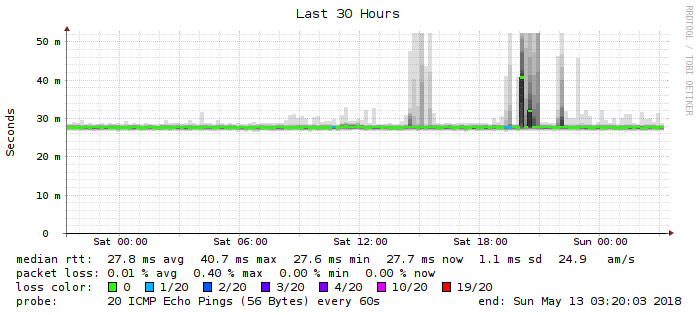 Last 30 Hours
RRDTOOL / TOBI OETIKER
Seconds
50 m
40 m
30 m
20 m
10 m
0
Sat 00:00 Sat 06:00 Sat 12:00 Sat 18:00 Sun 00:00
median rtt: 27.8 ms avg 40.7 ms max 27.6 ms min 27.7 ms now 1.1 ms sd 24.9 am/s
packet loss: 0.01 % avg 0.40 % max 0.00 % min 0.00 % now
loss color: 0 1/20 2/20 3/20 4/20 10/20 19/20
probe: 20 ICMP Echo Pings (56 Bytes) every 60s end: Sun May 13 03:20:03 2018